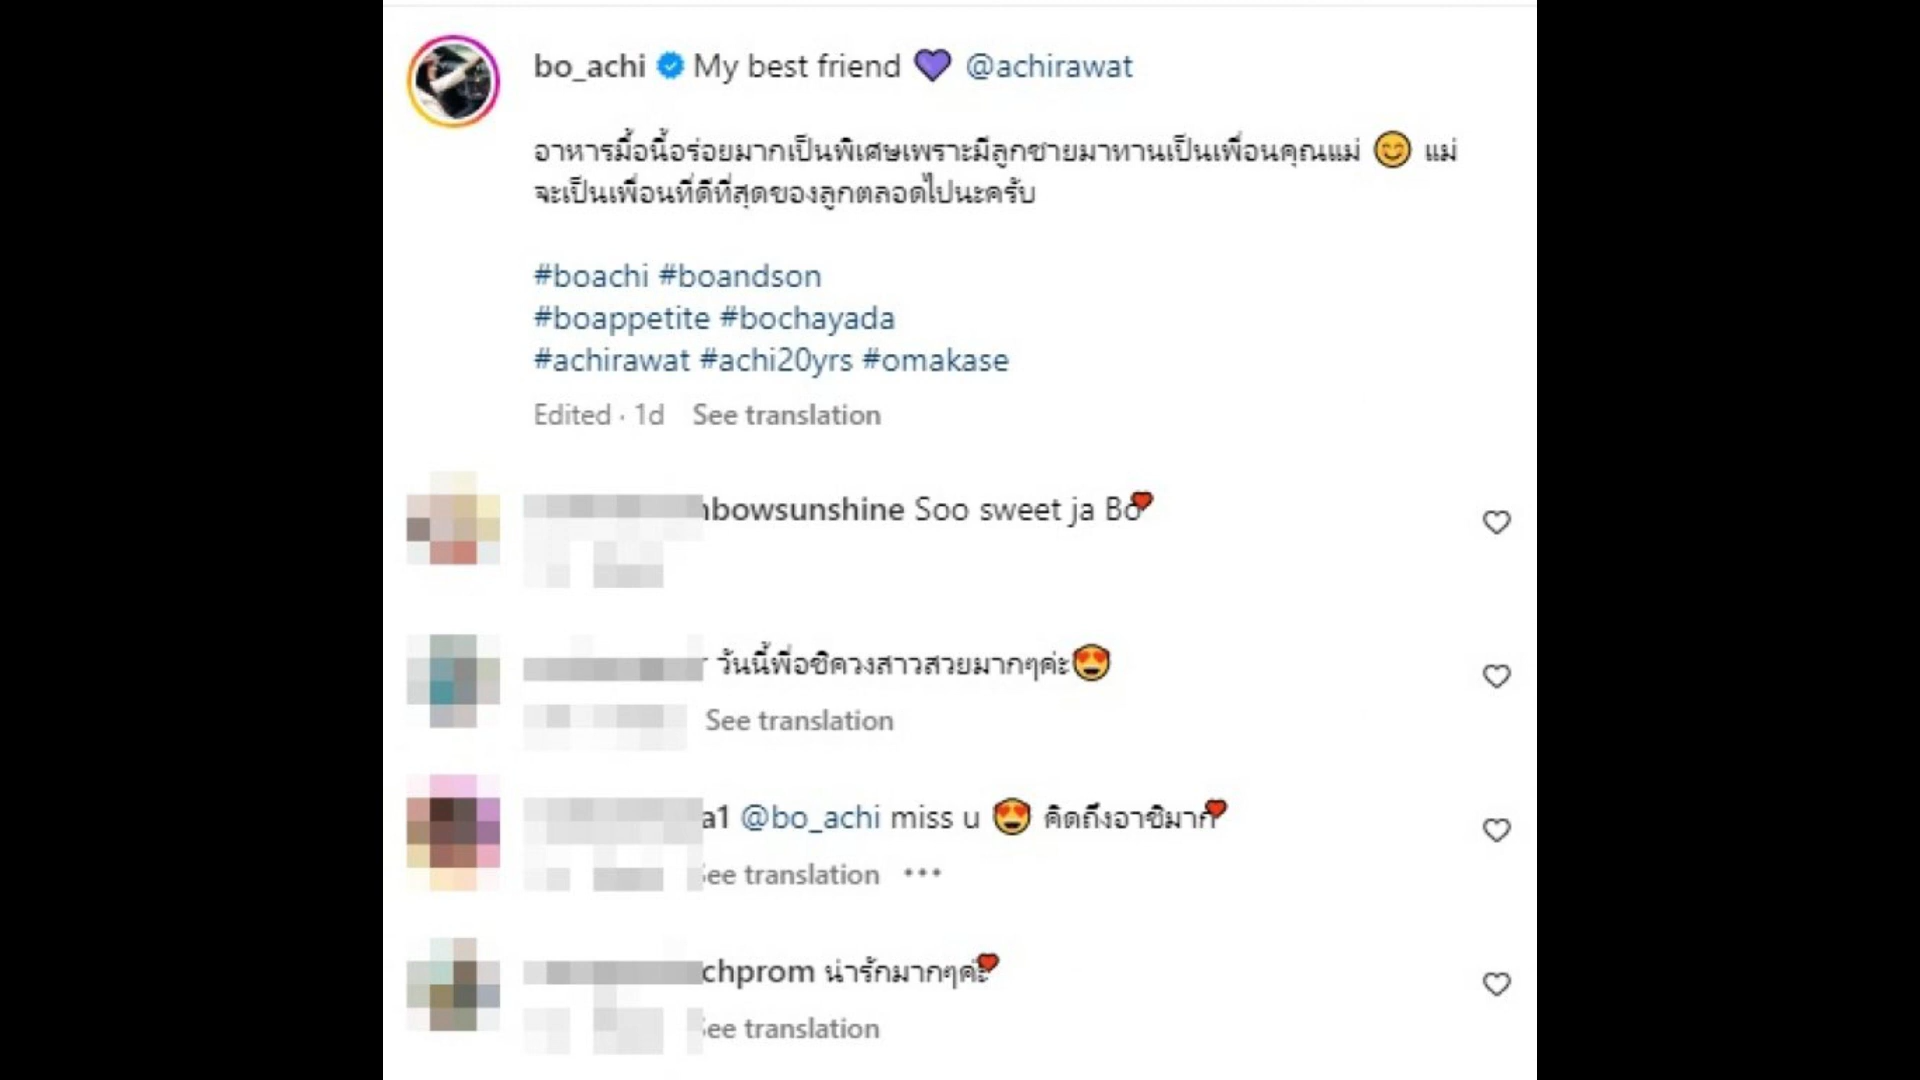 bo_achi My best friend 💜 @achirawat
อาหารมื้อนี้อร่อยมากเป็นพิเศษเพราะมีลูกชายมาทานเป็นเพื่อนคุณแม่ 😊 แม่
จะเป็นเพื่อนที่ดีที่สุดของลูกตลอดไปนะครับ
#boachi #boandson
#boappetite #bochayada
#achirawat #achi20yrs #omakase
Edited · 1d See translation
bowsunshine Soo sweet ja Bo
วันนี้พี่อชิควงสาวสวยมากๆค่ะ😍
See translation
a1 @bo_achi miss u 😍 คิดถึงอาชิมาก
ee translation •••
chprom น่ารักมากๆค่ะ
ee translation